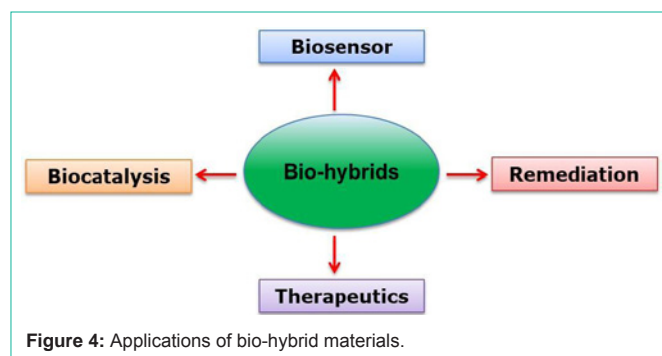 Biosensor
Biocatalysis
Bio-hybrids
Remediation
Therapeutics
Figure 4: Applications of bio-hybrid materials.